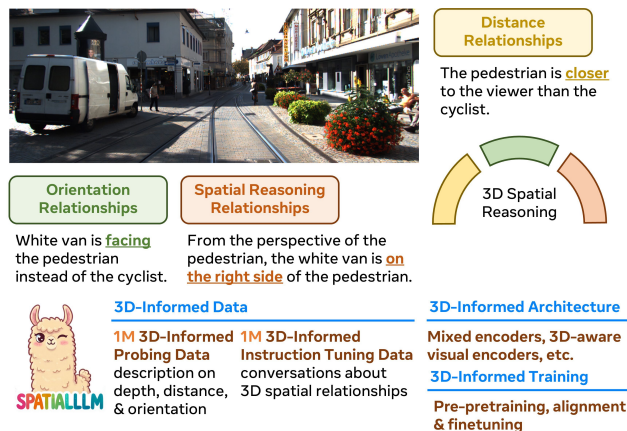 Distance
Relationships
The pedestrian is closer
to the viewer than the
cyclist.
3D Spatial
Reasoning
Orientation
Relationships
White van is facing
the pedestrian
instead of the cyclist.
Spatial Reasoning
Relationships
From the perspective of the
pedestrian, the white van is on
the right side of the pedestrian.
SPATIALLLM
3D-Informed Data
1M 3D-Informed
Probing Data
description on
depth, distance,
& orientation
1M 3D-Informed
Instruction Tuning Data
conversations about
3D spatial relationships
3D-Informed Architecture
Mixed encoders, 3D-aware
visual encoders, etc.
3D-Informed Training
Pre-pretraining, alignment
& finetuning